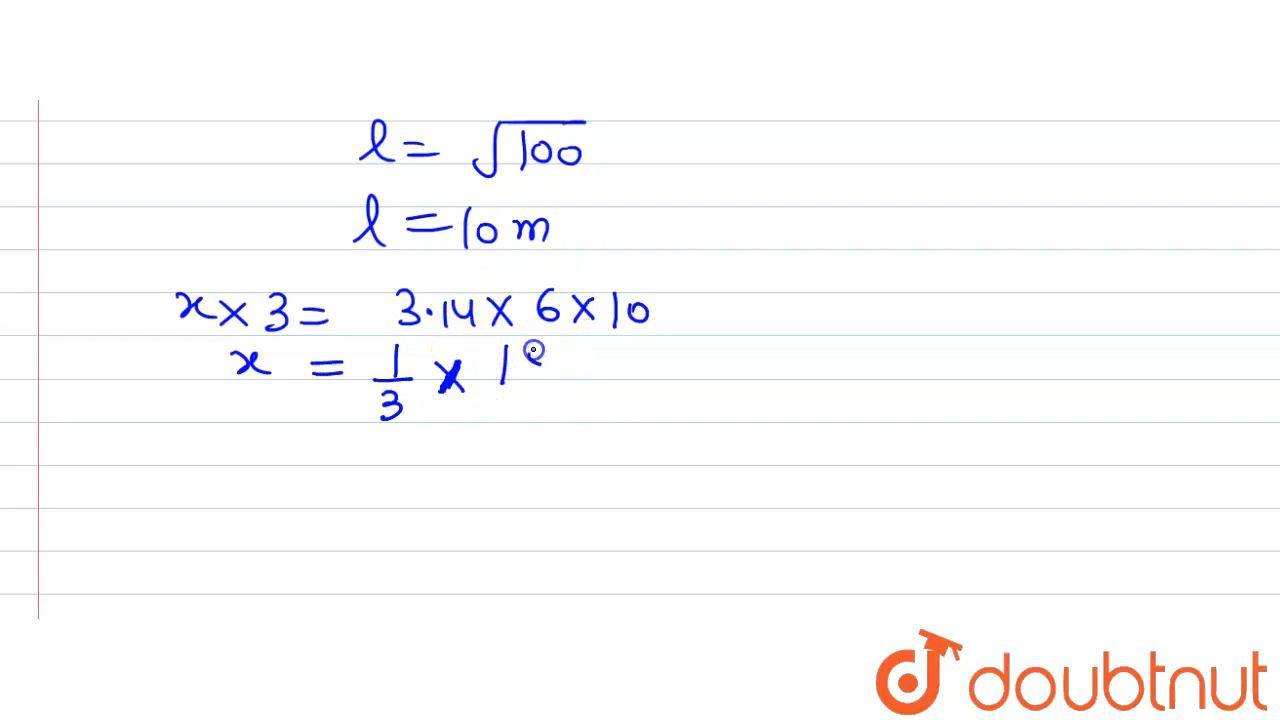 l = √100
l = 10 m
x × 3 = 3.14 × 6 × 10
x = 1/3 × 1
doubtnut